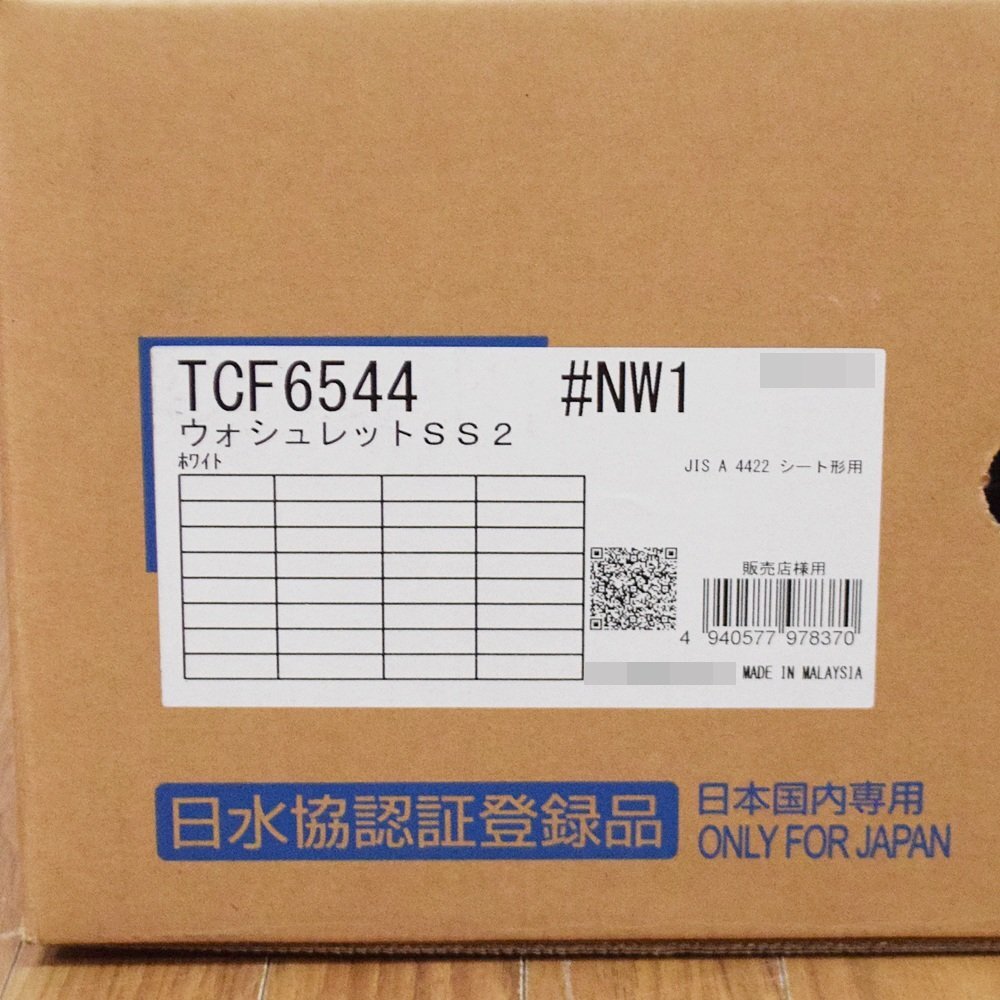 TCF6544 #NW1
ウォシュレットSS2
ホワイト
JIS A 4422 シート形用
販売店様用
4 940577 978370
MADE IN MALAYSIA
日水協認証登録品
日本国内専用
ONLY FOR JAPAN